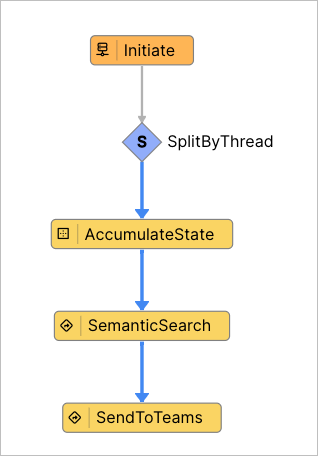 Initiate
S
SplitByThread
AccumulateState
SemanticSearch
SendToTeams